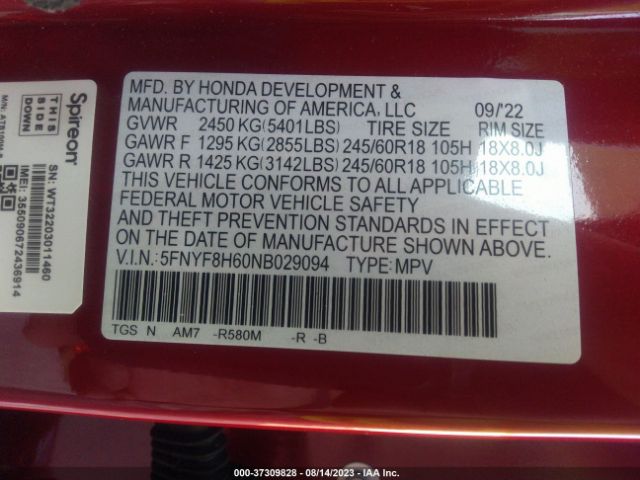 MFD. BY HONDA DEVELOPMENT &
MANUFACTURING OF AMERICA, LLC 09/'22
GVWR 2450 KG(5401LBS) TIRE SIZE RIM SIZE
GAWR F 1295 KG(2855LBS) 245/60R18 105H 18X8.0J
GAWR R 1425 KG(3142LBS) 245/60R18 105H 18X8.0J
THIS VEHICLE CONFORMS TO ALL APPLICABLE
FEDERAL MOTOR VEHICLE SAFETY
AND THEFT PREVENTION STANDARDS IN EFFECT
ON THE DATE OF MANUFACTURE SHOWN ABOVE.
V.I.N.:5FNYF8H60NB029094 TYPE:MPV
TGS N AM7 -R580M -R -B
Spireon
THIS
SIDE
DOWN
SN: WT32203011460
IMEI: 355090672436914
000-37309828 - 08/14/2023 - Copyright © IAA, LLC